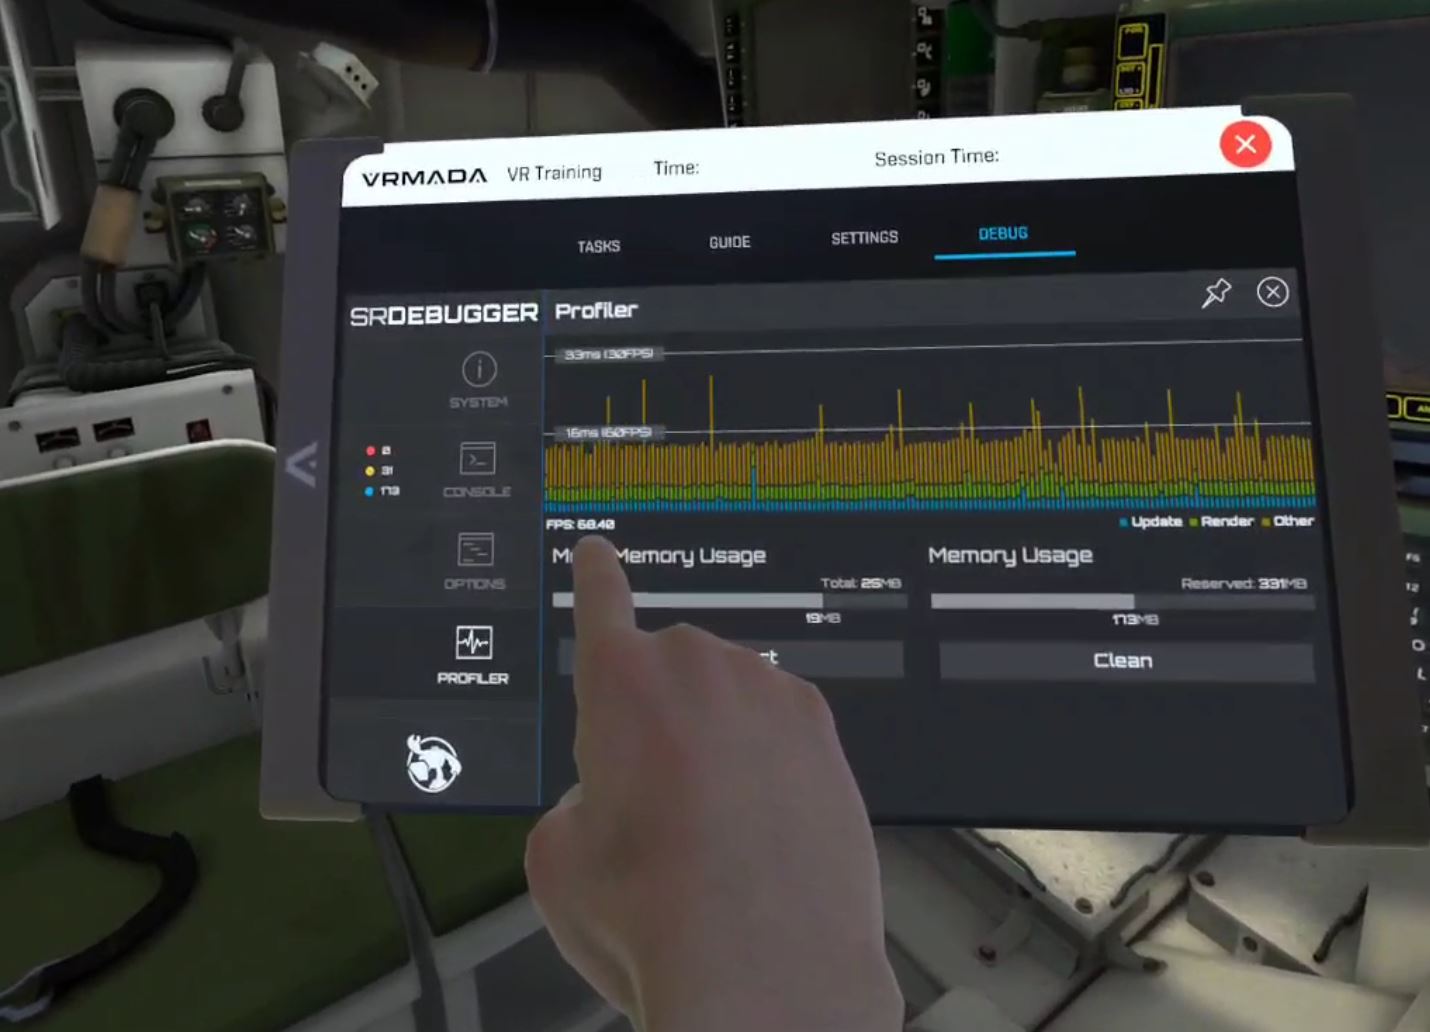 VRMADA VR Training Time: Session Time:
TASKS GUIDE SETTINGS DEBUG
SRDEBUGGER
Profiler
SYSTEM
33ms (30FPS)
16ms (60FPS)
0
31
173
CONSOLE
FPS: 60.40
Update Render Other
Memory Usage
Memory Usage
OPTIONS
Total: 25MB
Reserved: 331MB
19MB
173MB
Clean
PROFILER